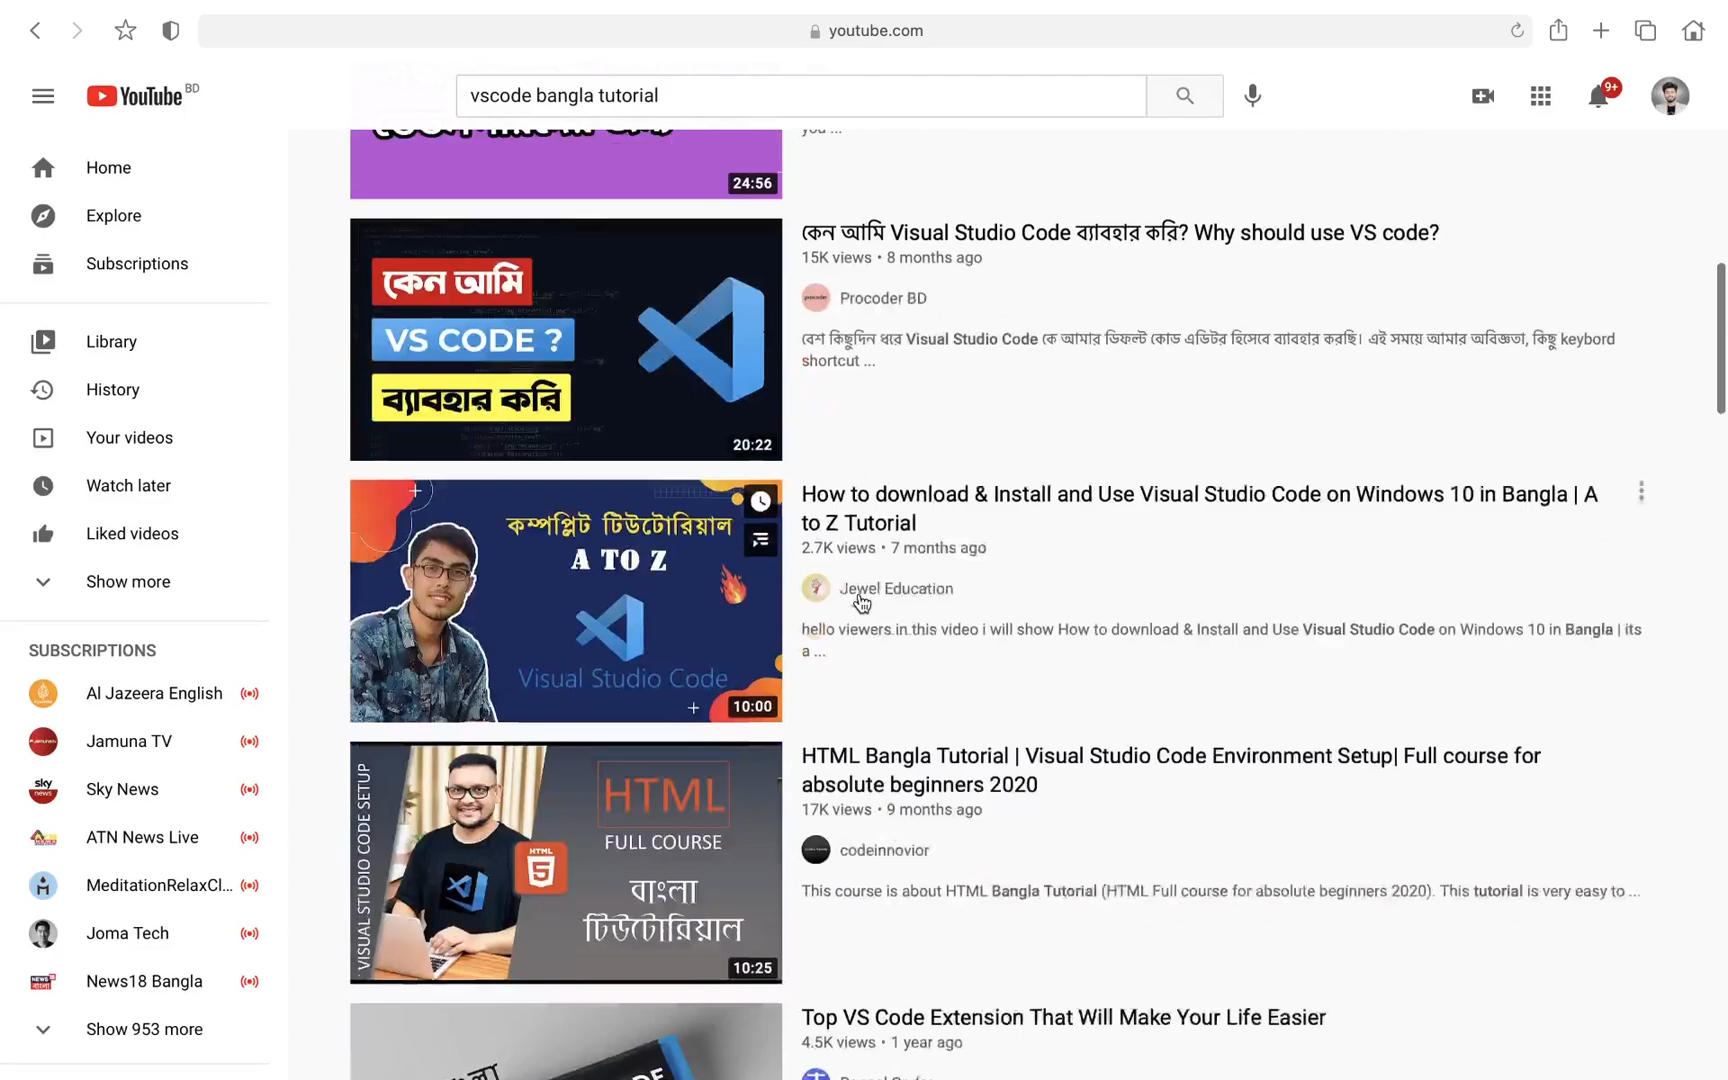 youtube.com
YouTube BD
vscode bangla tutorial
9+
Home
Explore
Subscriptions
Library
History
Your videos
Watch later
Liked videos
Show more
SUBSCRIPTIONS
Al Jazeera English
Jamuna TV
Sky News
ATN News Live
MeditationRelaxCl...
Joma Tech
News18 Bangla
Show 953 more
you ...
24:56
কেন আমি
VS CODE ?
ব্যাবহার করি
20:22
কেন আমি Visual Studio Code ব্যাবহার করি? Why should use VS code?
15K views • 8 months ago
Procoder BD
বেশ কিছুদিন ধরে Visual Studio Code কে আমার ডিফল্ট কোড এডিটর হিসেবে ব্যাবহার করছি। এই সময়ে আমার অবিজ্ঞতা, কিছু keybord
shortcut ...
কম্পপ্লিট টিউটোরিয়াল
A TO Z
Visual Studio Code
10:00
How to download & Install and Use Visual Studio Code on Windows 10 in Bangla | A
to Z Tutorial
2.7K views • 7 months ago
Jewel Education
hello viewers in this video i will show How to download & Install and Use Visual Studio Code on Windows 10 in Bangla | its
a ...
VISUAL STUDIO CODE SETUP
HTML
FULL COURSE
HTML
বাংলা
টিউটোরিয়াল
10:25
HTML Bangla Tutorial | Visual Studio Code Environment Setup| Full course for
absolute beginners 2020
17K views • 9 months ago
codeinnovior
This course is about HTML Bangla Tutorial (HTML Full course for absolute beginners 2020). This tutorial is very easy to ...
Top VS Code Extension That Will Make Your Life Easier
4.5K views • 1 year ago